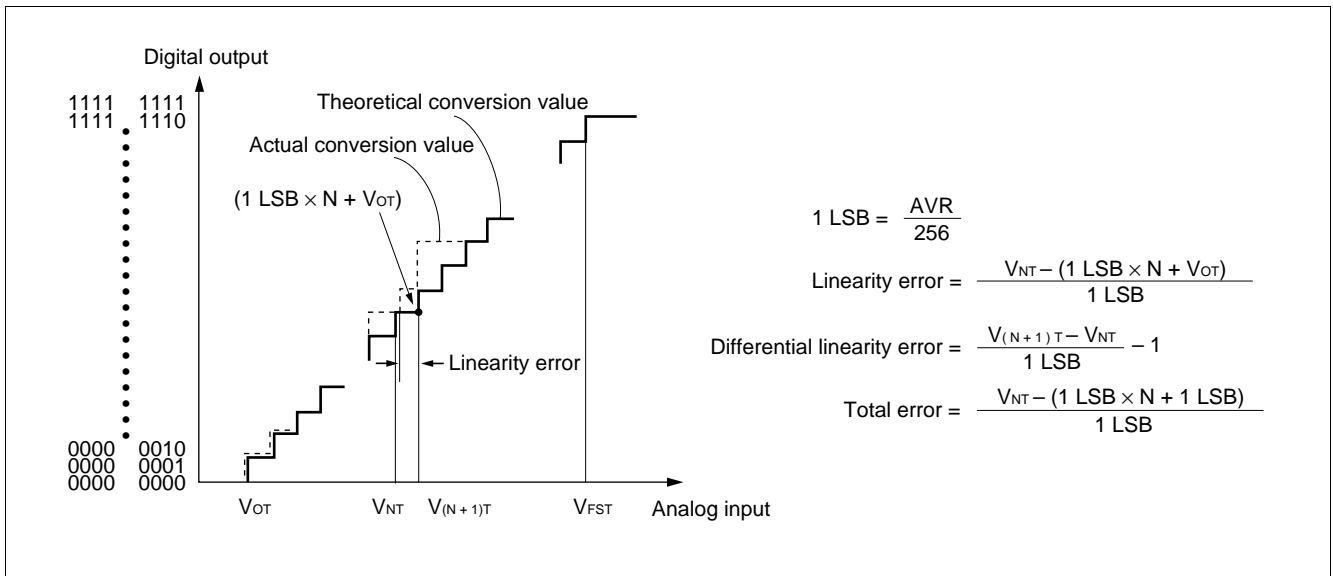 Digital output
1111 1111
1111 1110
0000 0010
0000 0001
0000 0000
Theoretical conversion value
Actual conversion value
(1 LSB × N + VOT)
Linearity error
VOT
VNT
V(N + 1)T
VFST
Analog input
1 LSB = AVR
256
Linearity error = VNT – (1 LSB × N + VOT)
1 LSB
Differential linearity error = V(N + 1)T – VNT – 1
1 LSB
Total error = VNT – (1 LSB × N + 1 LSB)
1 LSB